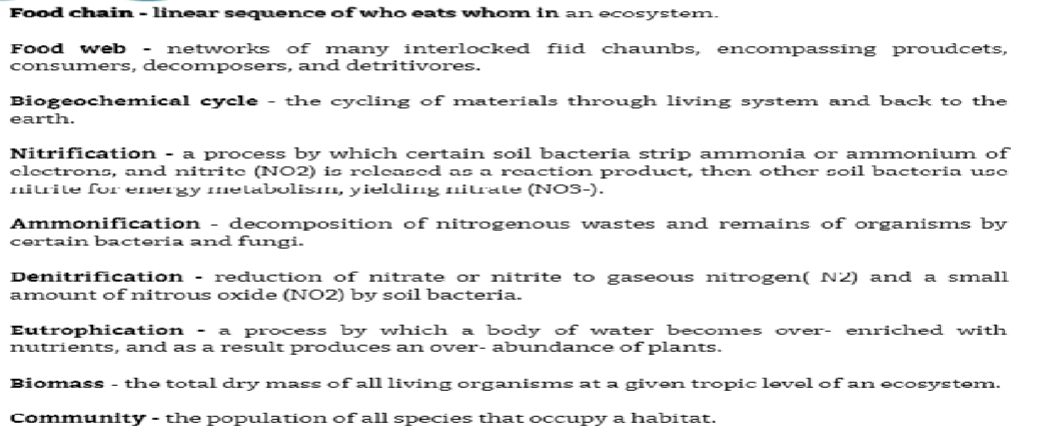 Food chain - linear sequence of who eats whom in an ecosystem.
Food web - networks of many interlocked fiid chaunbs, encompassing proudcets,
consumers, decomposers, and detritivores.
Biogeochemical cycle - the cycling of materials through living system and back to the
earth.
Nitrification - a process by which certain soil bacteria strip ammonia or ammonium of
electrons, and nitrite (NO2) is released as a reaction product, then other soil bacteria use
nitrite for energy metabolism, yielding nitrate (NO3-).
Ammonification - decomposition of nitrogenous wastes and remains of organisms by
certain bacteria and fungi.
Denitrification - reduction of nitrate or nitrite to gaseous nitrogen( N2) and a small
amount of nitrous oxide (NO2) by soil bacteria.
Eutrophication - a process by which a body of water becomes over- enriched with
nutrients, and as a result produces an over- abundance of plants.
Biomass - the total dry mass of all living organisms at a given tropic level of an ecosystem.
Community - the population of all species that occupy a habitat.